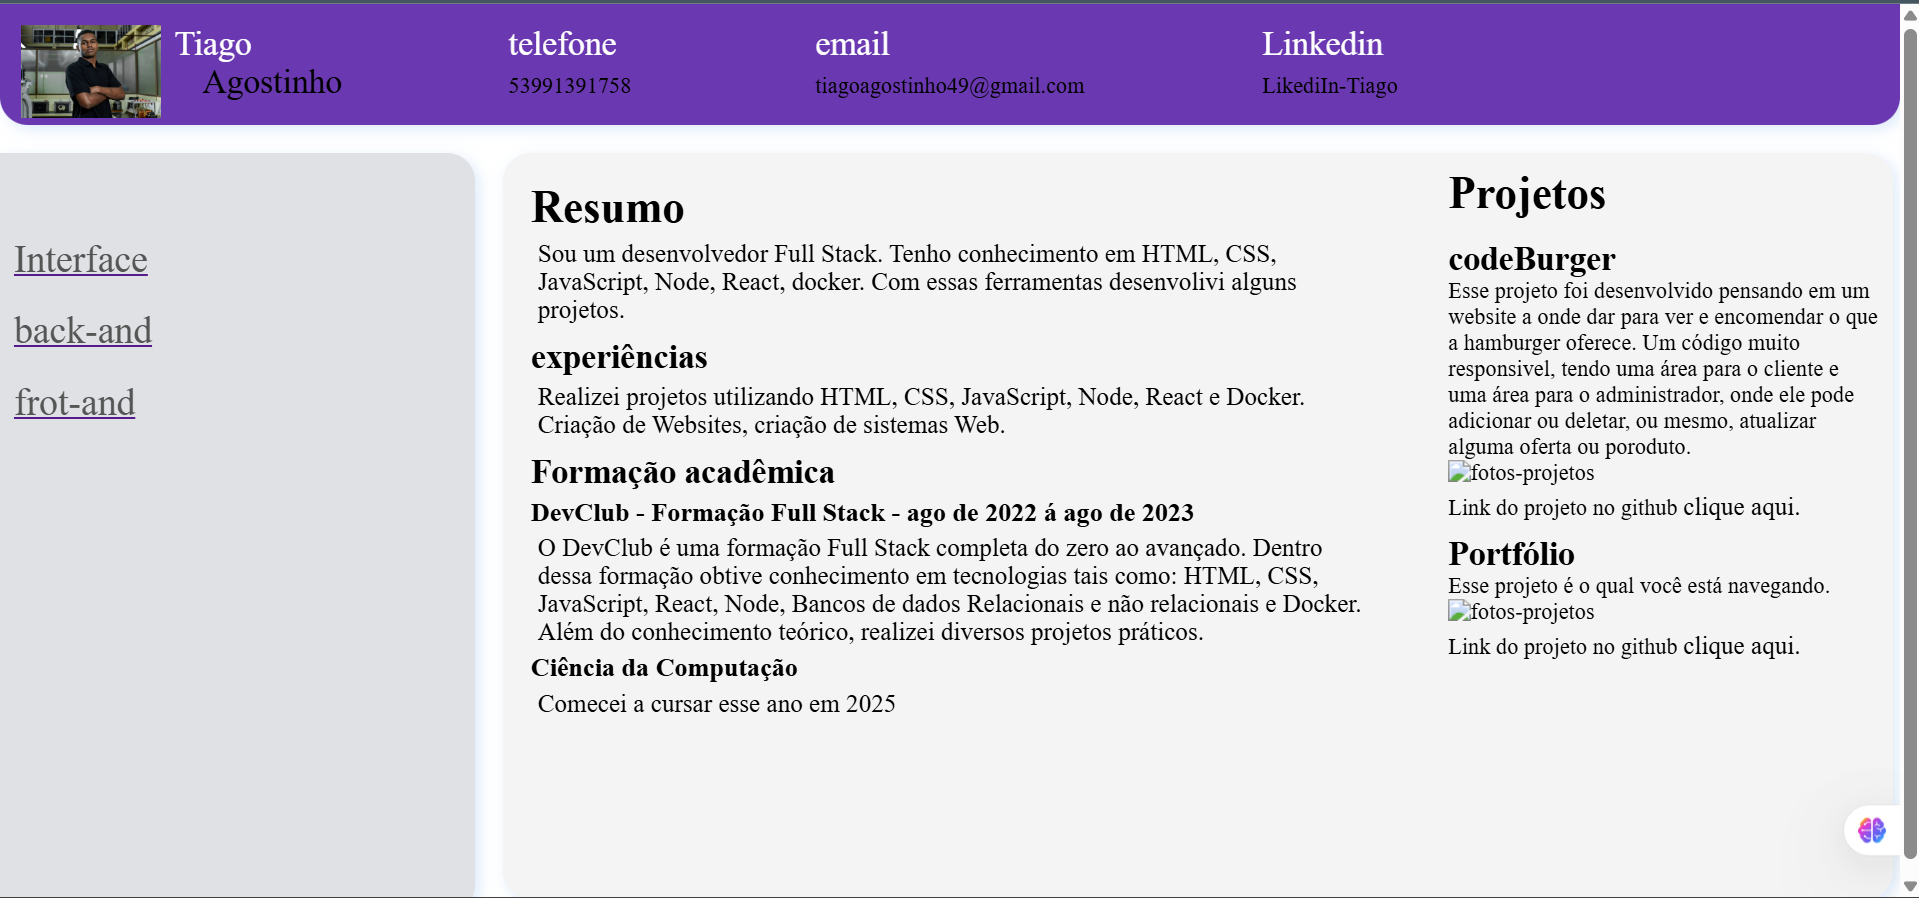 Tiago
Agostinho
telefone
53991391758
email
tiagoagostinho49@gmail.com
Linkedin
LikediIn-Tiago
Interface
back-and
frot-and
Resumo
Sou um desenvolvedor Full Stack. Tenho conhecimento em HTML, CSS,
JavaScript, Node, React, docker. Com essas ferramentas desenvolivi alguns
projetos.
experiências
Realizei projetos utilizando HTML, CSS, JavaScript, Node, React e Docker.
Criação de Websites, criação de sistemas Web.
Formação acadêmica
DevClub - Formação Full Stack - ago de 2022 á ago de 2023
O DevClub é uma formação Full Stack completa do zero ao avançado. Dentro
dessa formação obtive conhecimento em tecnologias tais como: HTML, CSS,
JavaScript, React, Node, Bancos de dados Relacionais e não relacionais e Docker.
Além do conhecimento teórico, realizei diversos projetos práticos.
Ciência da Computação
Comecei a cursar esse ano em 2025
Projetos
codeBurger
Esse projeto foi desenvolvido pensando em um
website a onde dar para ver e encomendar o que
a hamburger oferece. Um código muito
responsivel, tendo uma área para o cliente e
uma área para o administrador, onde ele pode
adicionar ou deletar, ou mesmo, atualizar
alguma oferta ou poroduto.
fotos-projetos
Link do projeto no github clique aqui.
Portfólio
Esse projeto é o qual você está navegando.
fotos-projetos
Link do projeto no github clique aqui.